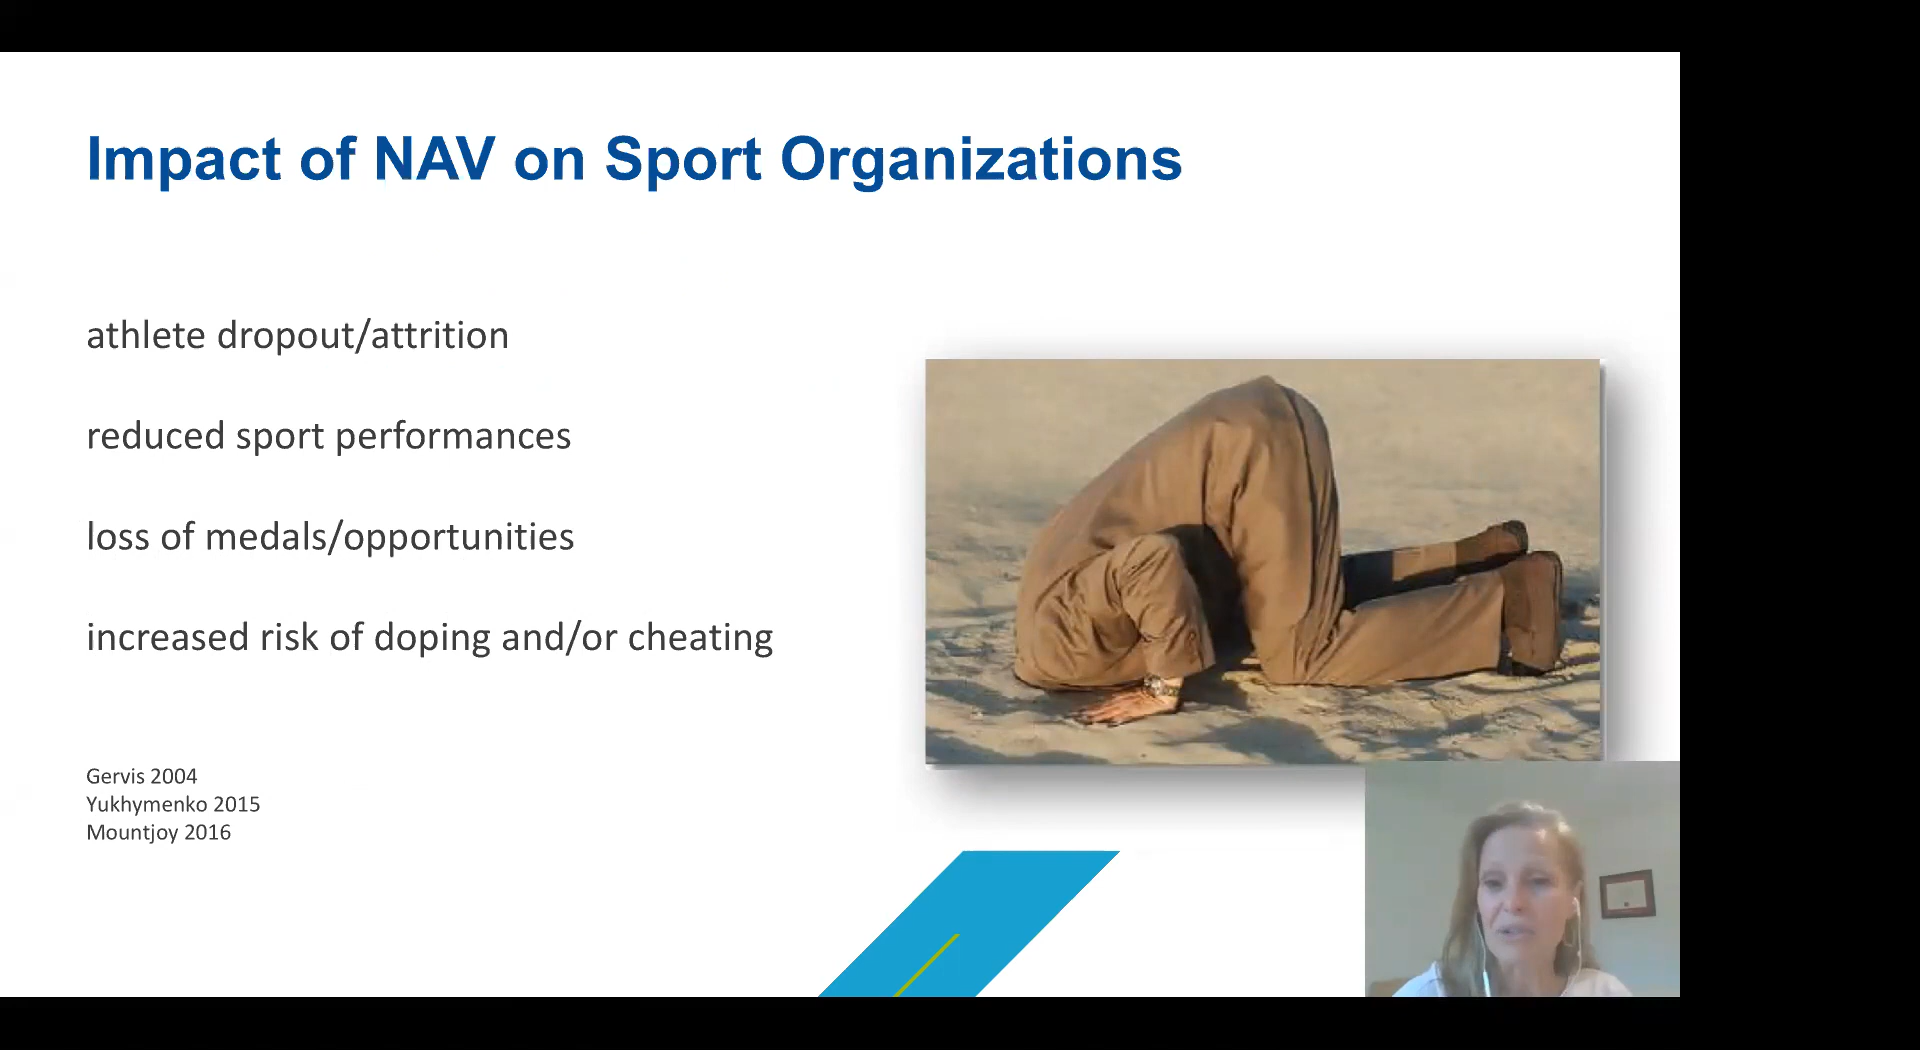 Impact of NAV on Sport Organizations
athlete dropout/attrition
reduced sport performances
loss of medals/opportunities
increased risk of doping and/or cheating
Gervis 2004
Yukhymenko 2015
Mountjoy 2016